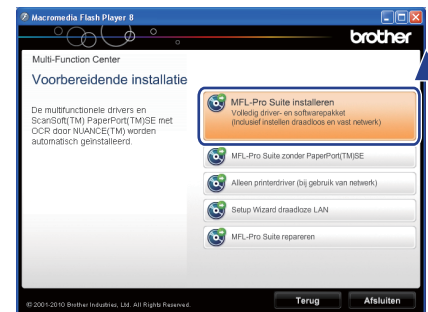 Macromedia Flash Player 8
brother
Multi-Function Center
Voorbereidende installatie
De multifunctionele drivers en
ScanSoft(TM) PaperPort(TM)SE met
OCR door NUANCE(TM) worden
automatisch geïnstalleerd.
MFL-Pro Suite installeren
Volledig driver- en softwarepakket
(inclusief instellen draadloos en vast netwerk)
MFL-Pro Suite zonder PaperPort(TM)SE
Alleen printerdriver (bij gebruik van netwerk)
Setup Wizard draadloze LAN
MFL-Pro Suite repareren
© 2001-2010 Brother Industries, Ltd. All Rights Reserved.
Terug
Afsluiten